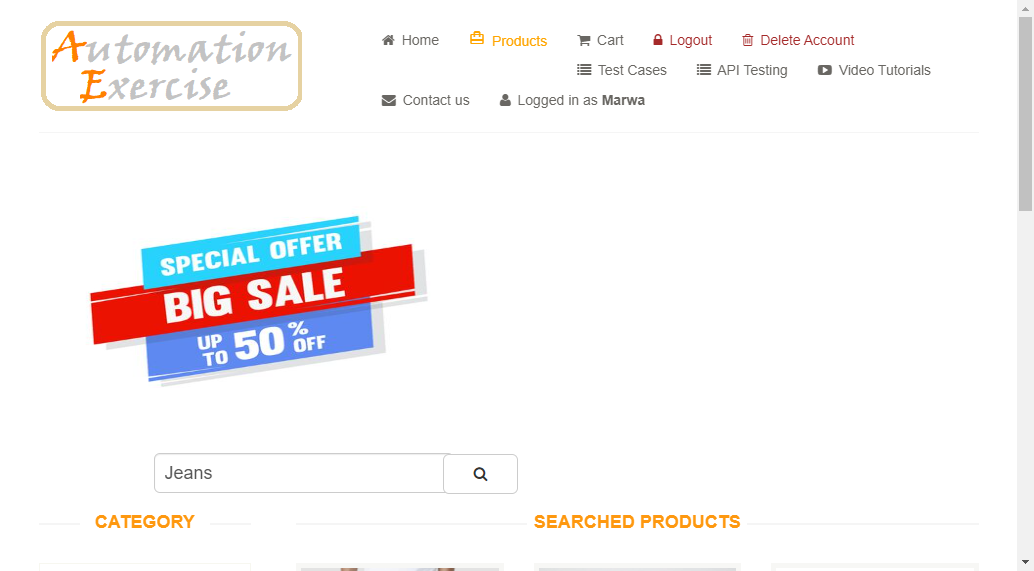 Automation
Exercise
Home Products Cart Logout Delete Account
Test Cases API Testing Video Tutorials
Contact us Logged in as Marwa
SPECIAL OFFER
BIG SALE
UP TO 50% OFF
Jeans
CATEGORY
SEARCHED PRODUCTS